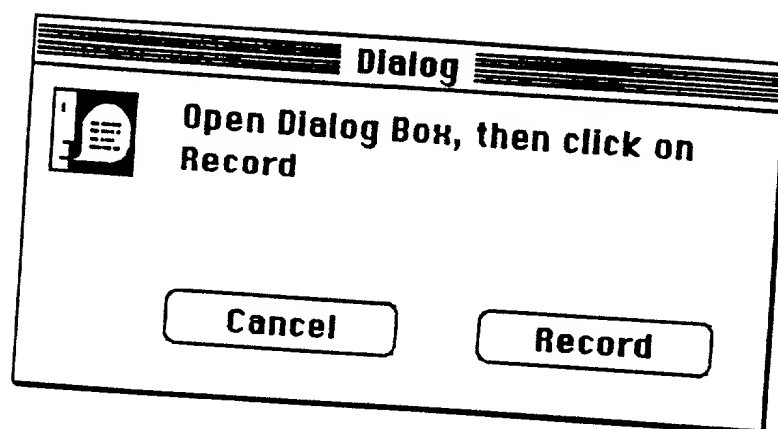 Dialog
Open Dialog Box, then click on
Record
Cancel
Record